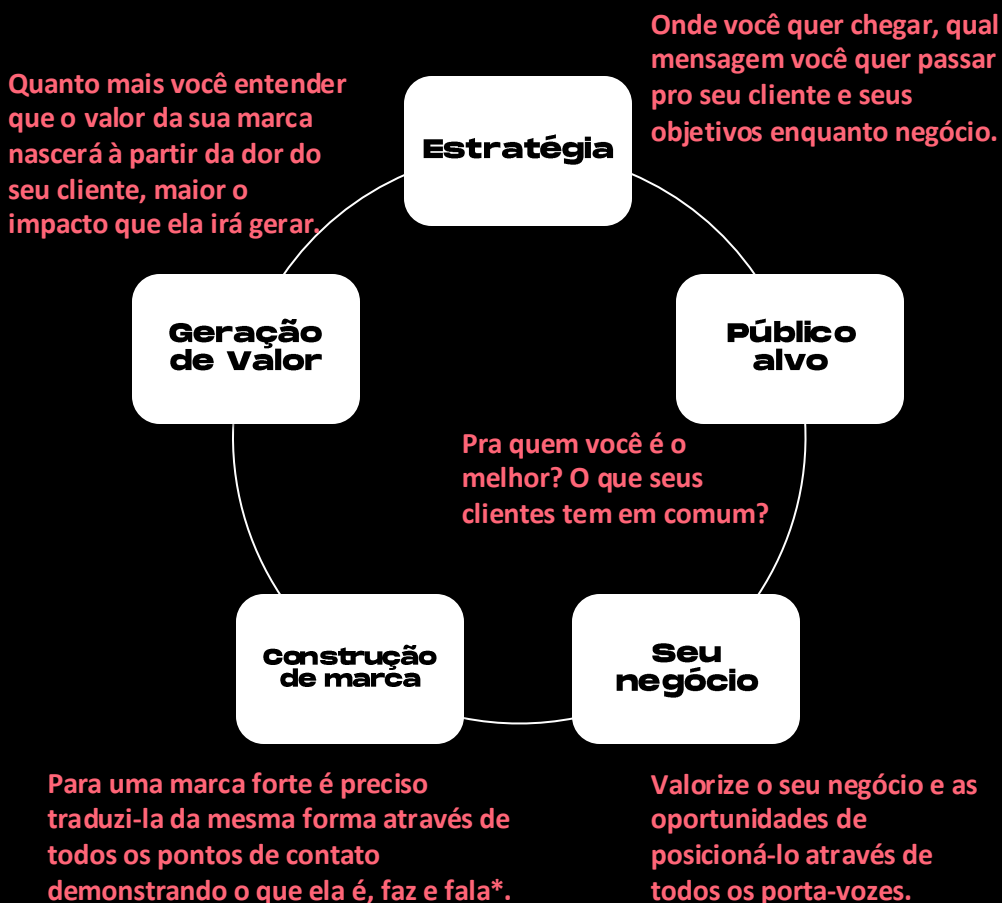 Onde você quer chegar, qual
mensagem você quer passar
pro seu cliente e seus
objetivos enquanto negócio.
Quanto mais você entender
que o valor da sua marca
nascerá à partir da dor do
seu cliente, maior o
impacto que ela irá gerar.
Estratégia
Geração
de Valor
Público
alvo
Pra quem você é o
melhor? O que seus
clientes tem em comum?
Construção
de marca
Seu
negócio
Para uma marca forte é preciso
traduzi-la da mesma forma através de
todos os pontos de contato
demonstrando o que ela é, faz e fala*.
Valorize o seu negócio e as
oportunidades de
posicioná-lo através de
todos os porta-vozes.